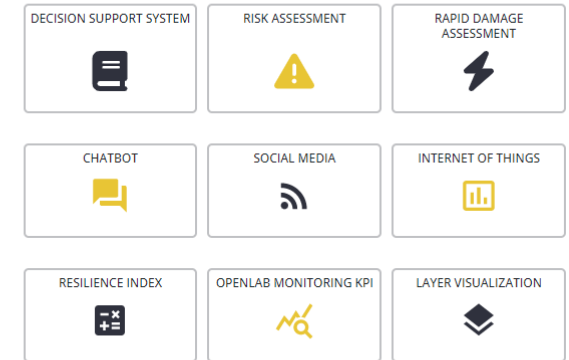 DECISION SUPPORT SYSTEM
RISK ASSESSMENT
RAPID DAMAGE
ASSESSMENT
CHATBOT
SOCIAL MEDIA
INTERNET OF THINGS
RESILIENCE INDEX
OPENLAB MONITORING KPI
LAYER VISUALIZATION